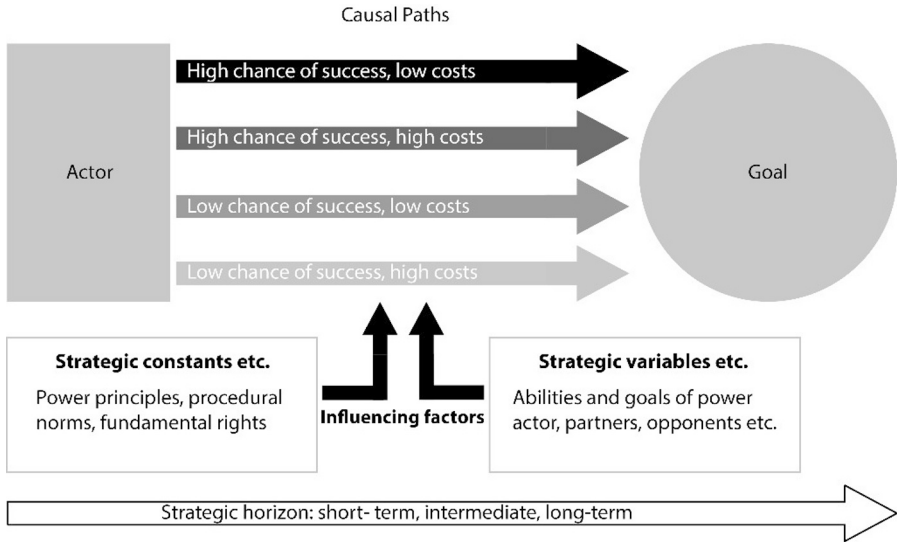 Causal Paths
High chance of success, low costs
High chance of success, high costs
Actor
Goal
Low chance of success, low costs
Low chance of success, high costs
Strategic constants etc.
Power principles, procedural
norms, fundamental rights
Influencing factors
Strategic variables etc.
Abilities and goals of power
actor, partners, opponents etc.
Strategic horizon: short- term, intermediate, long-term